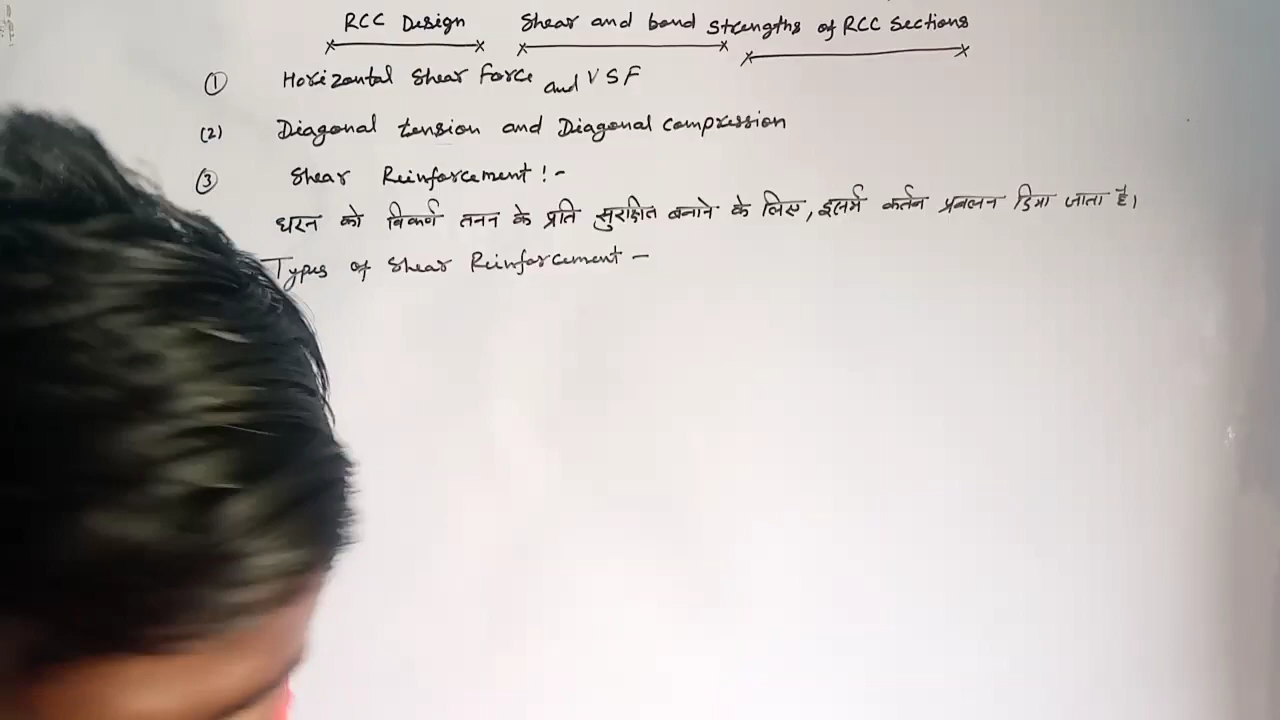 RCC Design Shear and bond strengths of RCC Sections
① Horizontal Shear Force and V S F
(2) Diagonal tension and Diagonal compression
③ Shear Reinforcement :-
धरन को विकर्ण तनन के प्रति सुरक्षित बनाने के लिए, इसमें कर्तन प्रबलन दिया जाता है।
Types of Shear Reinforcement -